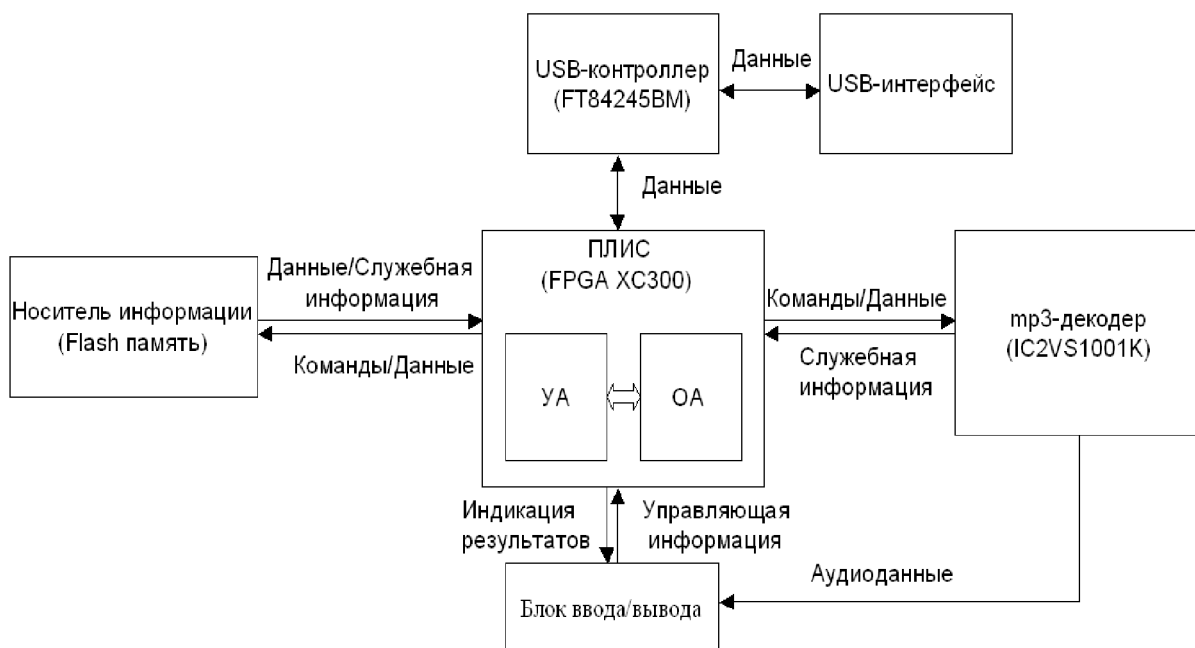 USB-контроллер
(FT84245BM)
Данные
USB-интерфейс
Данные
ПЛИС
(FPGA XC300)
Носитель информации
(Flash память)
Данные/Служебная
информация
Команды/Данные
Команды/Данные
Служебная
информация
mp3-декодер
(IC2VS1001K)
УА
ОА
Индикация
результатов
Управляющая
информация
Аудиоданные
Блок ввода/вывода